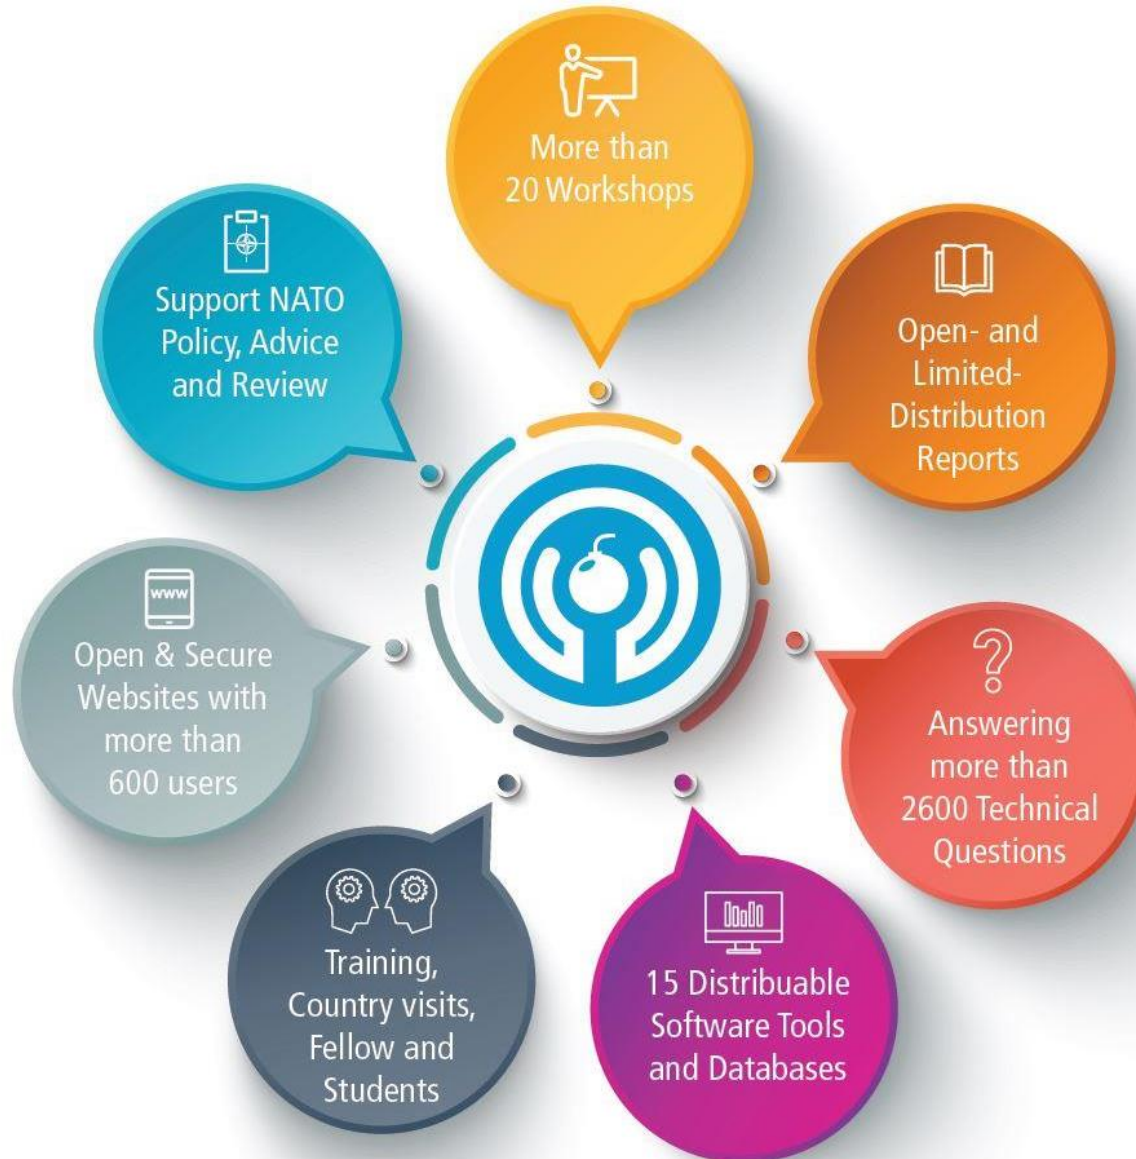 More than
20 Workshops
Open- and
Limited-
Distribution
Reports
Answering
more than
2600 Technical
Questions
15 Distribuable
Software Tools
and Databases
Training,
Country visits,
Fellow and
Students
www
Open & Secure
Websites with
more than
600 users
Support NATO
Policy, Advice
and Review